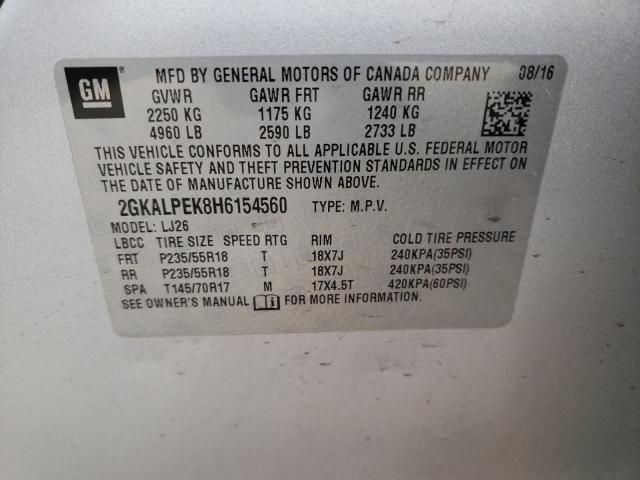 GM ® MFD BY GENERAL MOTORS OF CANADA COMPANY 08/16
GVWR GAWR FRT GAWR RR
2250 KG 1175 KG 1240 KG
4960 LB 2590 LB 2733 LB
THIS VEHICLE CONFORMS TO ALL APPLICABLE U.S. FEDERAL MOTOR
VEHICLE SAFETY AND THEFT PREVENTION STANDARDS IN EFFECT ON
THE DATE OF MANUFACTURE SHOWN ABOVE.
2GKALPEK8H6154560 TYPE: M.P.V.
MODEL: LJ26
LBCC TIRE SIZE SPEED RTG RIM COLD TIRE PRESSURE
FRT P235/55R18 T 18X7J 240KPA(35PSI)
RR P235/55R18 T 18X7J 240KPA(35PSI)
SPA T145/70R17 M 17X4.5T 420KPA(60PSI)
SEE OWNER'S MANUAL FOR MORE INFORMATION.